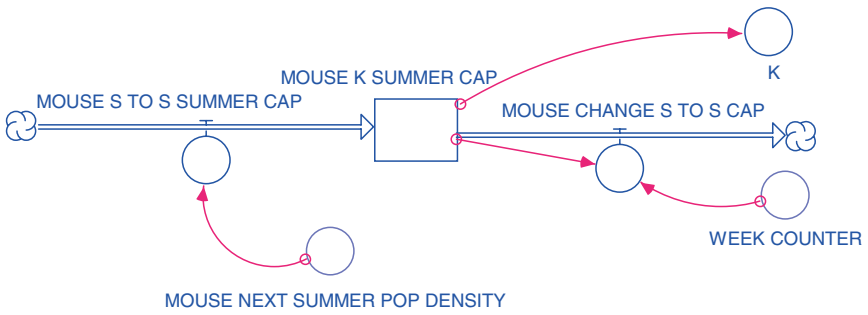 K
MOUSE K SUMMER CAP
MOUSE S TO S SUMMER CAP
MOUSE CHANGE S TO S CAP
WEEK COUNTER
MOUSE NEXT SUMMER POP DENSITY